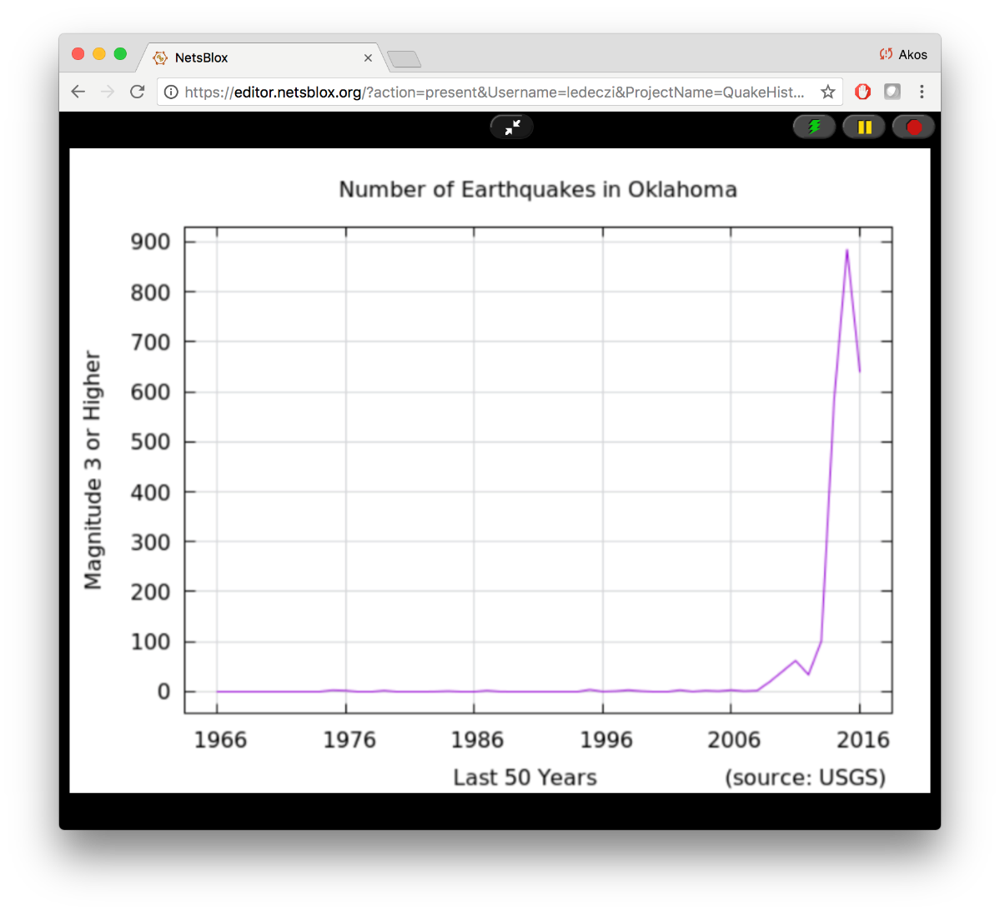 NetsBlox
Akos
https://editor.netsblox.org/?action=present&Username=ledeczi&ProjectName=QuakeHist...
Number of Earthquakes in Oklahoma
900
800
700
600
500
400
300
200
100
0
Magnitude 3 or Higher
1966 1976 1986 1996 2006 2016
Last 50 Years (source: USGS)